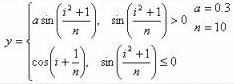 y = { a sin((i² + 1)/n), sin((i² + 1)/n) > 0
cos(i + 1/n), sin((i² + 1)/n) ≤ 0
a = 0.3
n = 10